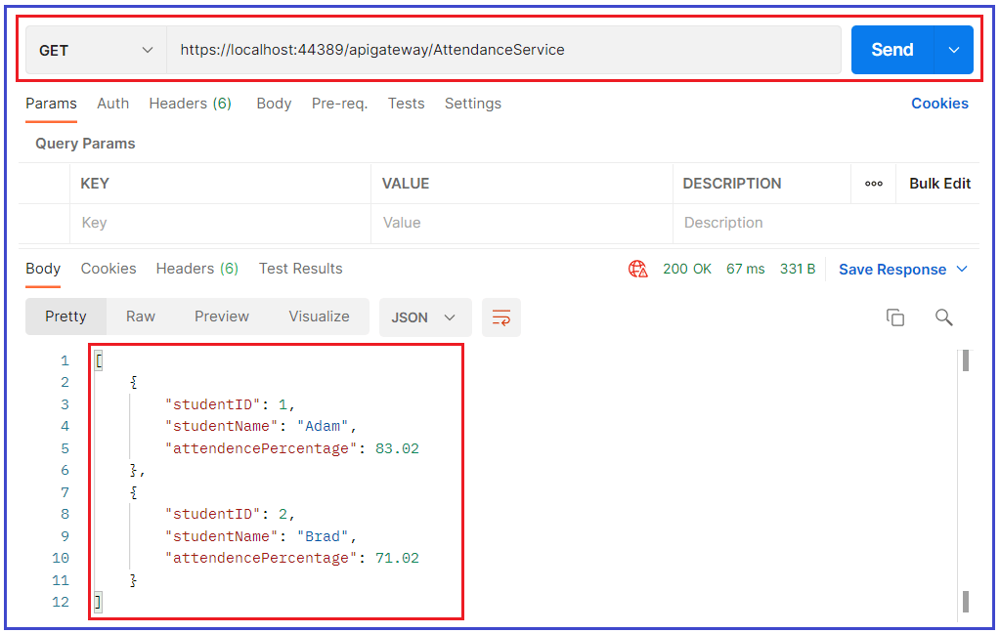 GET https://localhost:44389/apigateway/AttendanceService Send
Params Auth Headers (6) Body Pre-req. Tests Settings Cookies
Query Params
KEY VALUE DESCRIPTION ooo Bulk Edit
Key Value Description
Body Cookies Headers (6) Test Results 200 OK 67 ms 331 B Save Response
Pretty Raw Preview Visualize JSON
1 [
2 {
3 "studentID": 1,
4 "studentName": "Adam",
5 "attendencePercentage": 83.02
6 },
7 {
8 "studentID": 2,
9 "studentName": "Brad",
10 "attendencePercentage": 71.02
11 }
12 ]